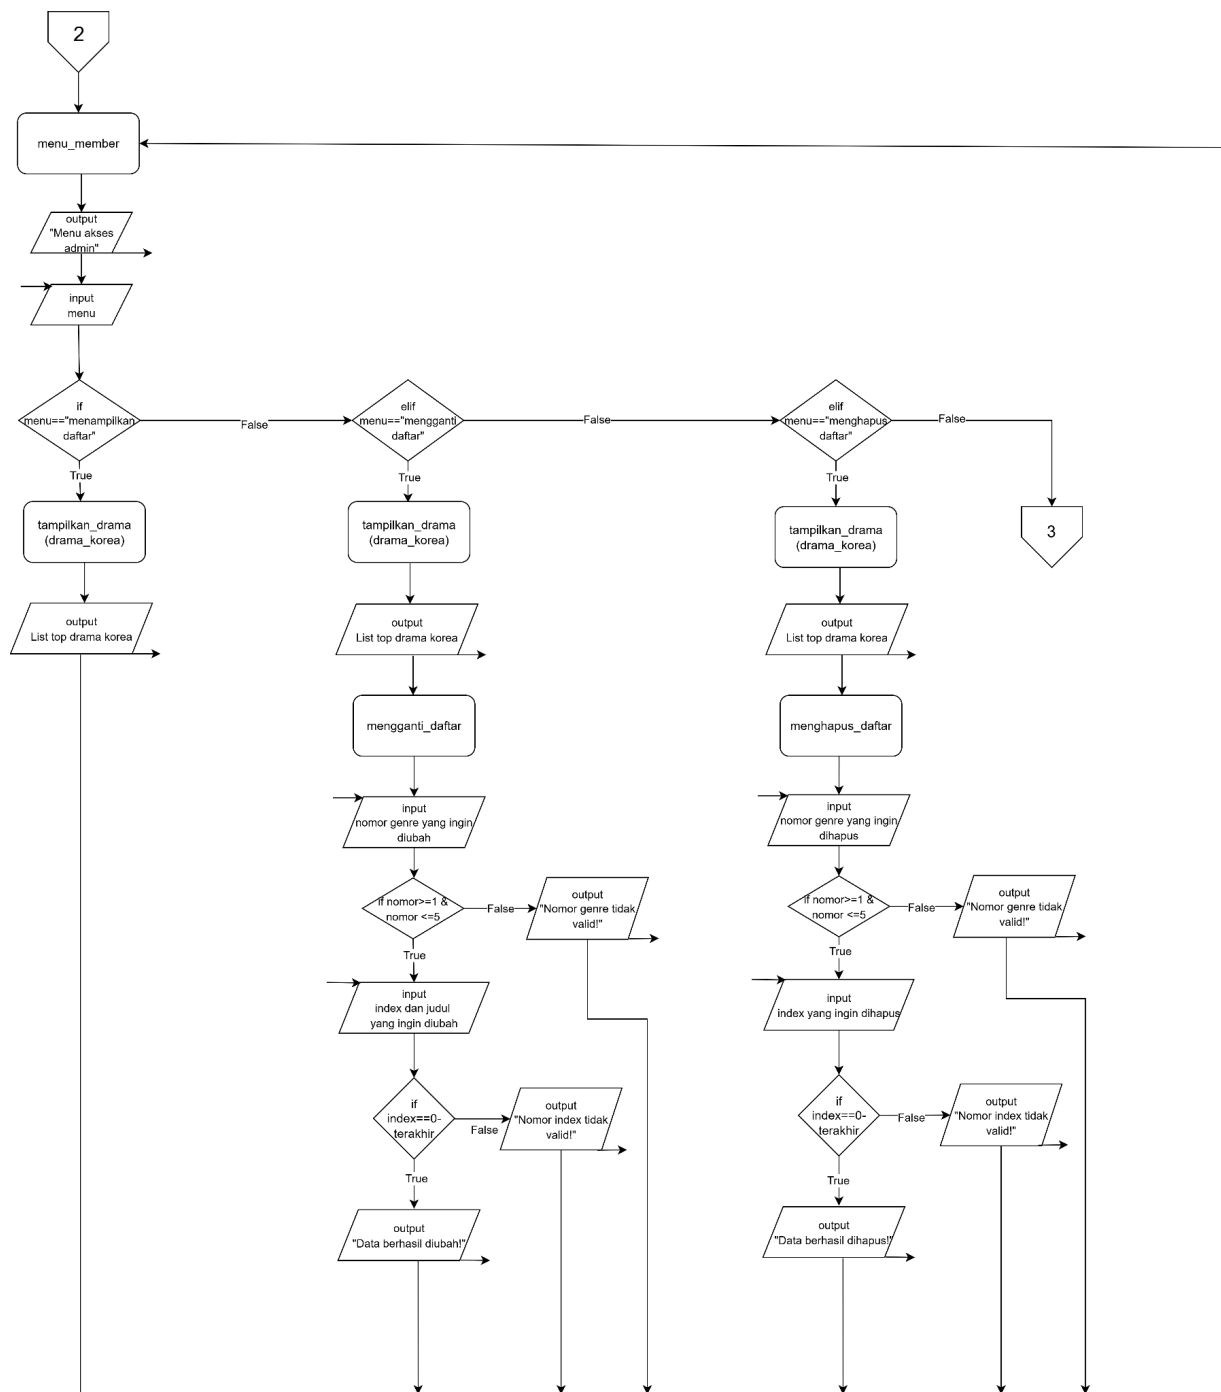 2
menu_member
output
"Menu akses
admin"
input
menu
if
menu=="menampilkan
daftar"
False
elif
menu=="mengganti
daftar"
False
elif
menu=="menghapus
daftar"
False
True
True
True
tampilkan_drama
(drama_korea)
tampilkan_drama
(drama_korea)
tampilkan_drama
(drama_korea)
3
output
List top drama korea
output
List top drama korea
output
List top drama korea
mengganti_daftar
menghapus_daftar
input
nomor genre yang ingin
diubah
input
nomor genre yang ingin
dihapus
if nomor>=1 &
nomor <=5
False
output
"Nomor genre tidak
valid!"
if nomor>=1 &
nomor <=5
False
output
"Nomor genre tidak
valid!"
True
True
input
index dan judul
yang ingin diubah
input
index yang ingin dihapus
if
index==0-
terakhir
False
output
"Nomor index tidak
valid!"
if
index==0-
terakhir
False
output
"Nomor index tidak
valid!"
True
True
output
"Data berhasil diubah!"
output
"Data berhasil dihapus!"